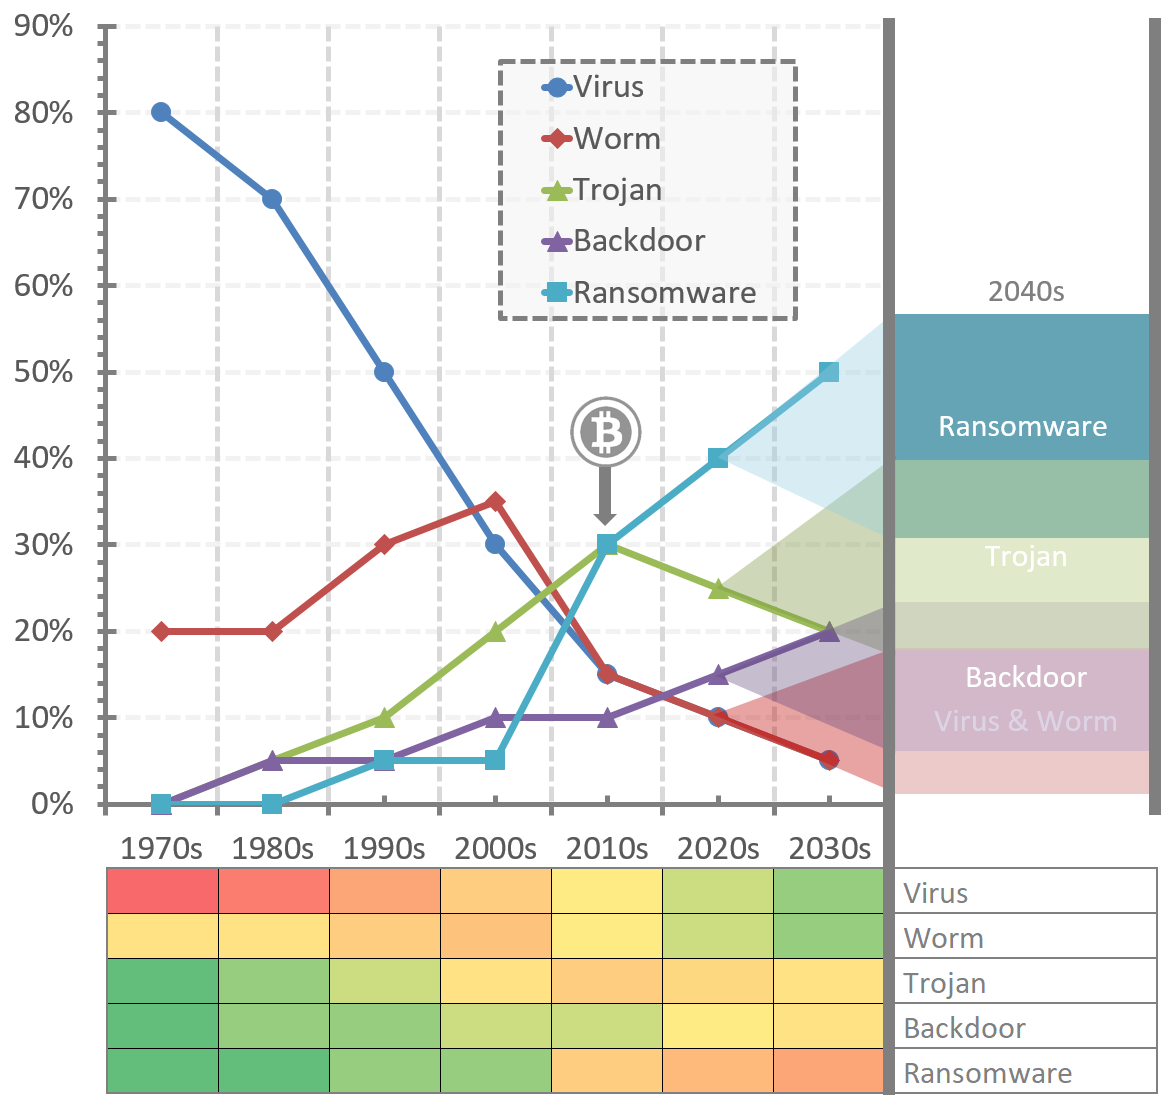 90%
80%
70%
60%
50%
40%
30%
20%
10%
0%
Virus
Worm
Trojan
Backdoor
Ransomware
2040s
Ransomware
Trojan
Backdoor
Virus & Worm
1970s 1980s 1990s 2000s 2010s 2020s 2030s
Virus
Worm
Trojan
Backdoor
Ransomware